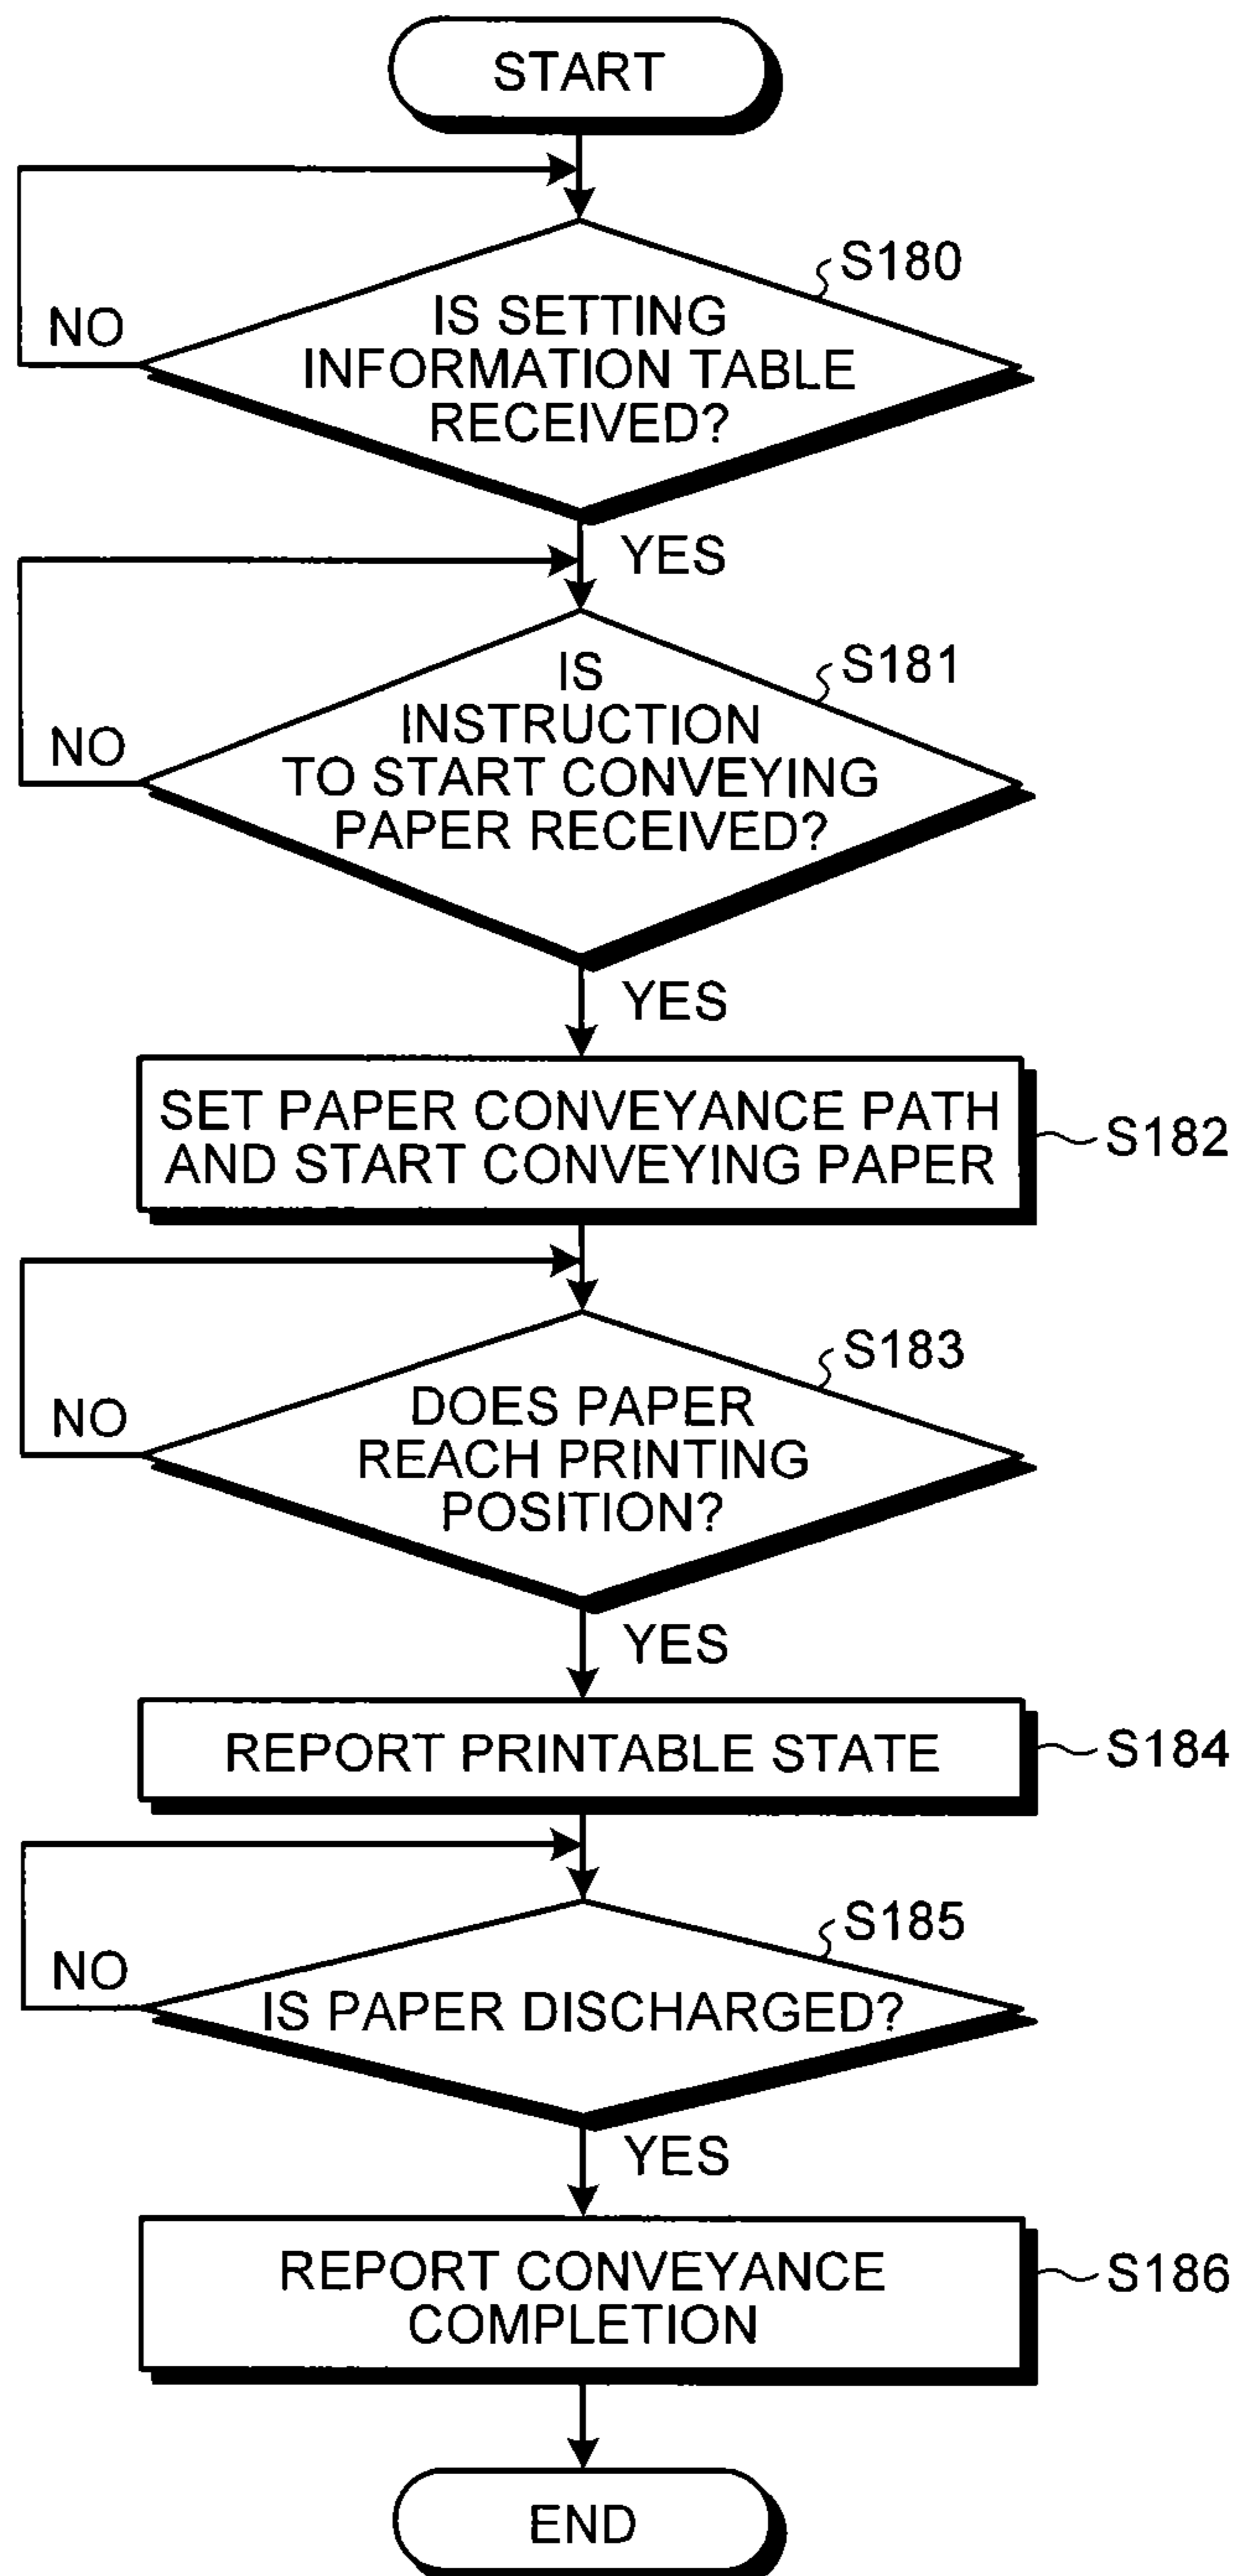 START
S180
IS SETTING
INFORMATION TABLE
RECEIVED?
NO
YES
S181
IS
INSTRUCTION
TO START CONVEYING
PAPER RECEIVED?
NO
YES
SET PAPER CONVEYANCE PATH
AND START CONVEYING PAPER
S182
S183
DOES PAPER
REACH PRINTING
POSITION?
NO
YES
REPORT PRINTABLE STATE
S184
S185
NO
IS PAPER DISCHARGED?
YES
REPORT CONVEYANCE
COMPLETION
S186
END